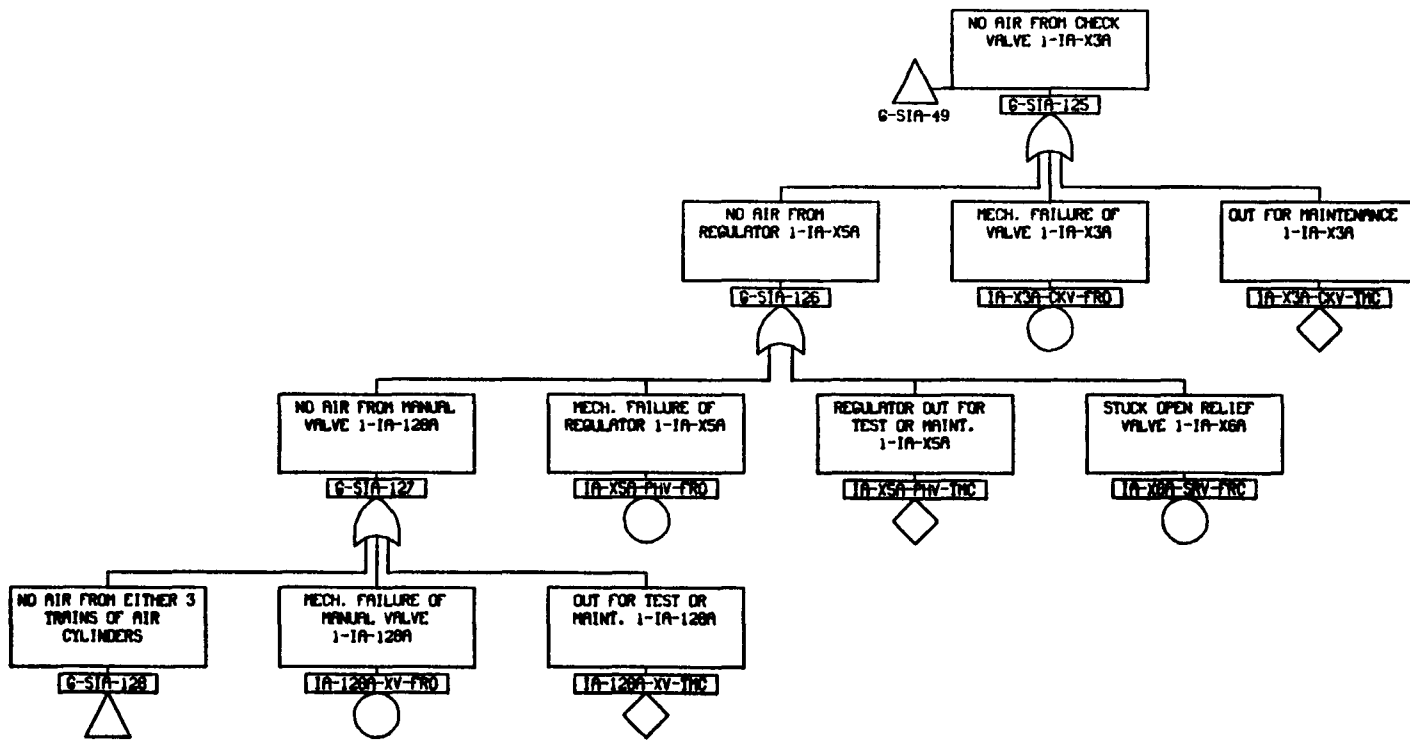 NO AIR FROM CHECK
VALVE 1-IA-X3A
G-SIA-49
G-SIA-125
NO AIR FROM
REGULATOR 1-IA-X5A
MECH. FAILURE OF
VALVE 1-IA-X3A
OUT FOR MAINTENANCE
1-IA-X3A
G-SIA-126
IA-X3A-CKV-FRO
IA-X3A-CKV-TMC
NO AIR FROM MANUAL
VALVE 1-IA-128A
MECH. FAILURE OF
REGULATOR 1-IA-X5A
REGULATOR OUT FOR
TEST OR MAINT.
1-IA-X5A
STUCK OPEN RELIEF
VALVE 1-IA-X6A
G-SIA-127
IA-X5A-PHV-FRO
IA-X5A-PHV-TMC
IA-X6A-SRV-FRC
NO AIR FROM EITHER 3
TRAINS OF AIR
CYLINDERS
MECH. FAILURE OF
MANUAL VALVE
1-IA-128A
OUT FOR TEST OR
MAINT. 1-IA-128A
G-SIA-128
IA-128A-XV-FRO
IA-128A-XV-TMC